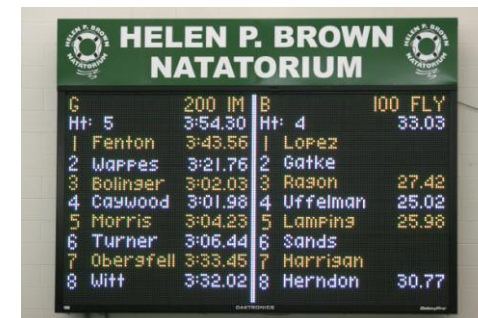 HELEN P. BROWN
NATATORIUM
G 200 IM
Ht: 5 3:54.30
1 Fenton 3:43.56
2 Wappes 3:21.76
3 Bolinger 3:02.03
4 Caywood 3:01.98
5 Morris 3:04.23
6 Turner 3:06.44
7 Obergfell 3:33.45
8 Witt 3:32.02
B 100 FLY
Ht: 4 33.03
1 Lopez
2 Gatke
3 Ragon 27.42
4 Uffelman 25.02
5 Lamping 25.98
6 Sands
7 Harrigan
8 Herndon 30.77
DAKTRONICS